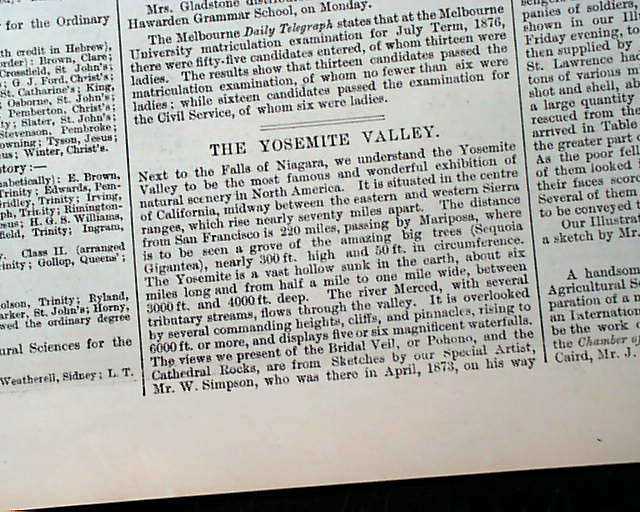 for the Ordinary
th credit in Hebrew),
order): Brown, Clare;
Crossfield, St John's
G. J. Ford, Christ's;
St. Catharine's; King,
Osborne, St. John's;
Pemberton, Christ's;
Slater, St. John's;
Stevenson, Pembroke;
Tyson, Jesus;
Winter, Christ's.
tory:—
abetically): E. Brown,
Trinity; Edwards, Pem-
Gridley, Trinity; Irving,
Trinity; Rimington-
H. G. S. Williams,
field, Trinity; Ingram,
Class II. (arranged
Trinity; Gollop, Queens';
Trinity; Ryland,
St. John's; Horny,
the ordinary degree
ural Sciences for the
Weatherell, Sidney; L. T.
Mrs. Gladstone
Hawarden Grammar School, on Monday.
The Melbourne Daily Telegraph states that at the Melbourne
University matriculation examination for July Term, 1876,
there were fifty-five candidates entered, of whom thirteen were
ladies. The results show that thirteen candidates passed the
matriculation examination, of whom no fewer than six were
ladies; while sixteen candidates passed the examination for
the Civil Service, of whom six were ladies.
THE YOSEMITE VALLEY.
Next to the Falls of Niagara, we understand the Yosemite
Valley to be the most famous and wonderful exhibition of
natural scenery in North America. It is situated in the centre
of California, midway between the eastern and western Sierra
ranges, which rise nearly seventy miles apart. The distance
from San Francisco is 220 miles, passing by Mariposa, where
is to be seen a grove of the amazing big trees (Sequoia
Gigantea), nearly 300 ft. high and 50 ft. in circumference.
The Yosemite is a vast hollow sunk in the earth, about six
miles long and from half a mile to one mile wide, between
3000 ft. and 4000 ft. deep. The river Merced, with several
tributary streams, flows through the valley. It is overlooked
by several commanding heights, cliffs, and pinnacles, rising to
6000 ft. or more, and displays five or six magnificent waterfalls.
The views we present of the Bridal Veil, or Pohono, and the
Cathedral Rocks, are from Sketches by our Special Artist,
Mr. W. Simpson, who was there in April, 1873, on his way
panies of soldiers,
shown in our Ill
Friday evening, to
then supplied by
St. Lawrence had
tons of various m
shot and shell, ab
a large quantity
rescued from the
arrived in Table
the greater part
As the poor fell
of them looked
their faces scor
Several of them
to be conveyed t
Our Illustrat
a sketch by Mr.
A handsom
Agricultural S
paration of a
an Internation
be the work
the Chamber of
Caird, Mr. J.